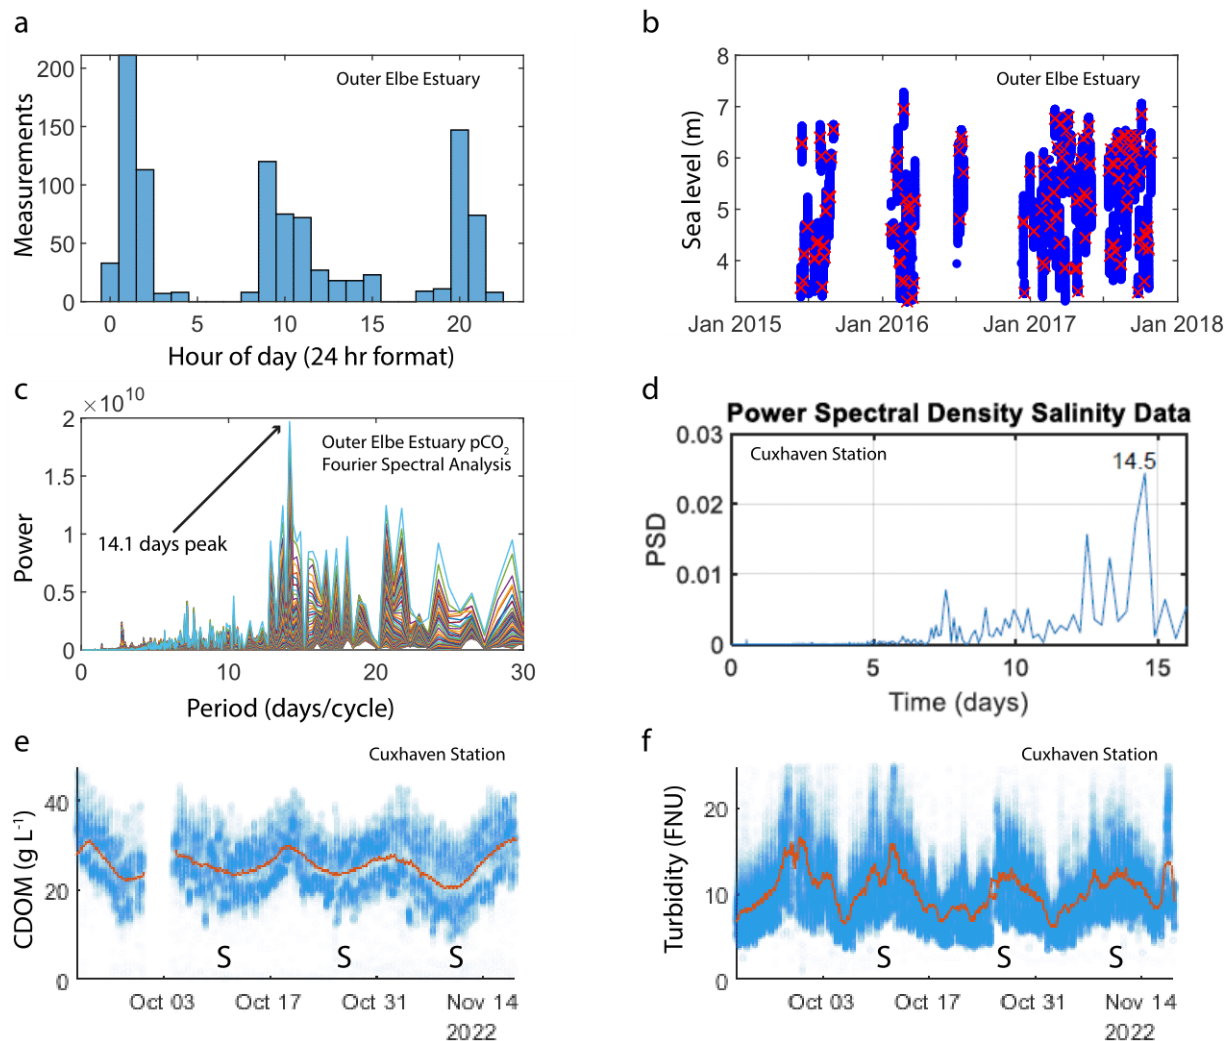 a
Outer Elbe Estuary
Measurements
200
150
100
50
0
0 5 10 15 20
Hour of day (24 hr format)
b
Outer Elbe Estuary
Sea level (m)
8
7
6
5
4
Jan 2015 Jan 2016 Jan 2017 Jan 2018
c
×10^10
Outer Elbe Estuary pCO₂
Fourier Spectral Analysis
14.1 days peak
Power
2
1.5
1
0.5
0
0 10 20 30
Period (days/cycle)
d
Power Spectral Density Salinity Data
Cuxhaven Station
14.5
PSD
0.03
0.02
0.01
0
0 5 10 15
Time (days)
e
Cuxhaven Station
CDOM (g L⁻¹)
40
20
0
S S S
Oct 03 Oct 17 Oct 31 Nov 14
2022
f
Cuxhaven Station
Turbidity (FNU)
20
10
0
S S S
Oct 03 Oct 17 Oct 31 Nov 14
2022